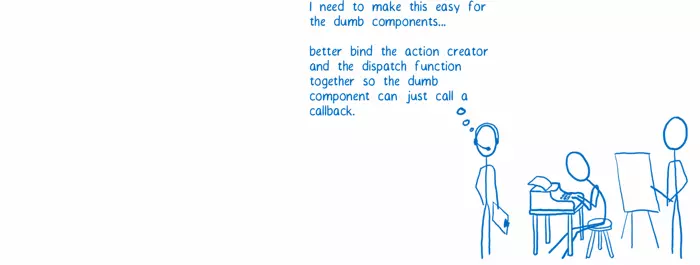 I need to make this easy for
the dumb components...
better bind the action creator
and the dispatch function
together so the dumb
component can just call a
callback.